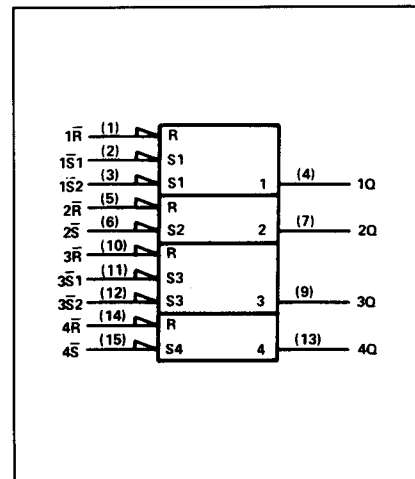 1R̅ (1) R
1S̅1 (2) S1
1S̅2 (3) S1 1 (4) 1Q
2R̅ (5) R
2S̅ (6) S2 2 (7) 2Q
3R̅ (10) R
3S̅1 (11) S3
3S̅2 (12) S3 3 (9) 3Q
4R̅ (14) R
4S̅ (15) S4 4 (13) 4Q